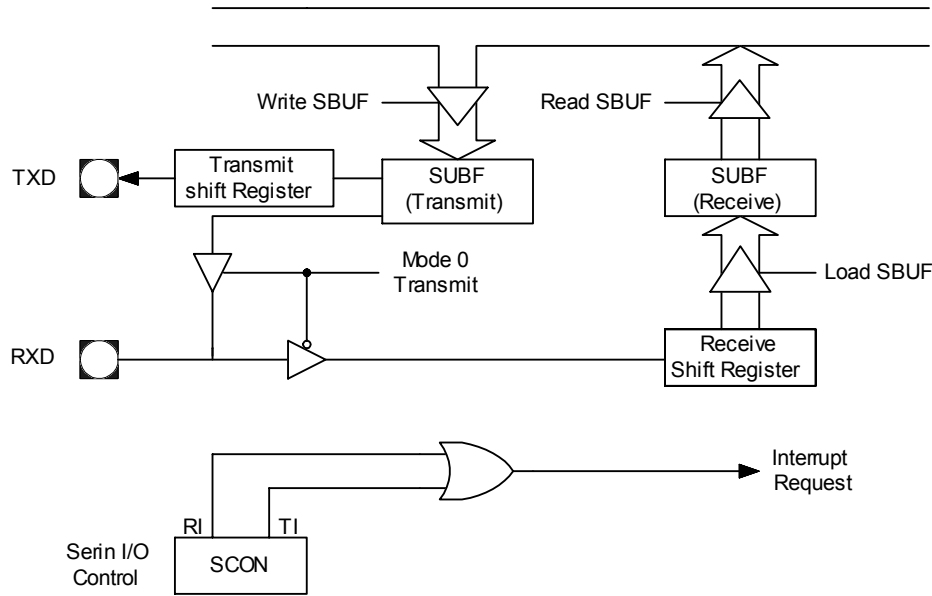 Write SBUF
Read SBUF
TXD
Transmit
shift Register
SUBF
(Transmit)
SUBF
(Receive)
Mode 0
Transmit
Load SBUF
RXD
Receive
Shift Register
Interrupt
Request
RI
TI
Serin I/O
Control
SCON